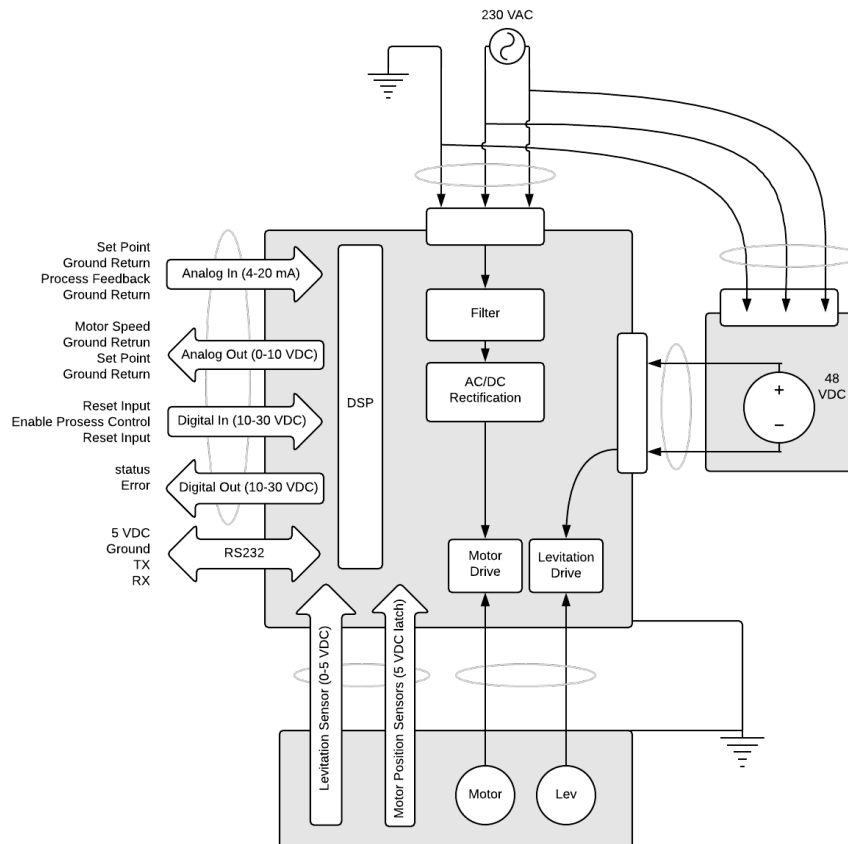 230 VAC
Set Point
Ground Return
Process Feedback
Ground Return
Analog In (4-20 mA)
Motor Speed
Ground Retrun
Set Point
Ground Return
Analog Out (0-10 VDC)
Reset Input
Enable Prosess Control
Reset Input
Digital In (10-30 VDC)
status
Error
Digital Out (10-30 VDC)
5 VDC
Ground
TX
RX
RS232
DSP
Filter
AC/DC
Rectification
+
−
48
VDC
Motor
Drive
Levitation
Drive
Levitation Sensor (0-5 VDC)
Motor Position Sensors (5 VDC latch)
Motor
Lev